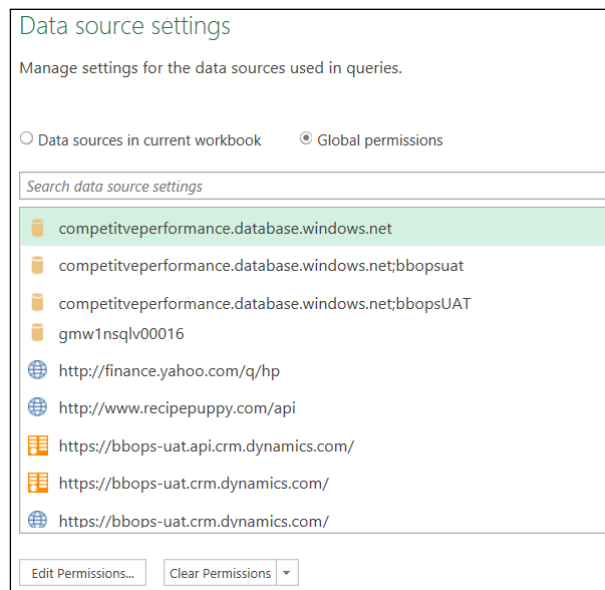 Data source settings
Manage settings for the data sources used in queries.
Data sources in current workbook Global permissions
Search data source settings
competitveperformance.database.windows.net
competitveperformance.database.windows.net;bbopsuat
competitveperformance.database.windows.net;bbopsUAT
gmw1nsqlv00016
http://finance.yahoo.com/q/hp
http://www.recipepuppy.com/api
https://bbops-uat.api.crm.dynamics.com/
https://bbops-uat.crm.dynamics.com/
https://bbops-uat.crm.dynamics.com/
Edit Permissions... Clear Permissions